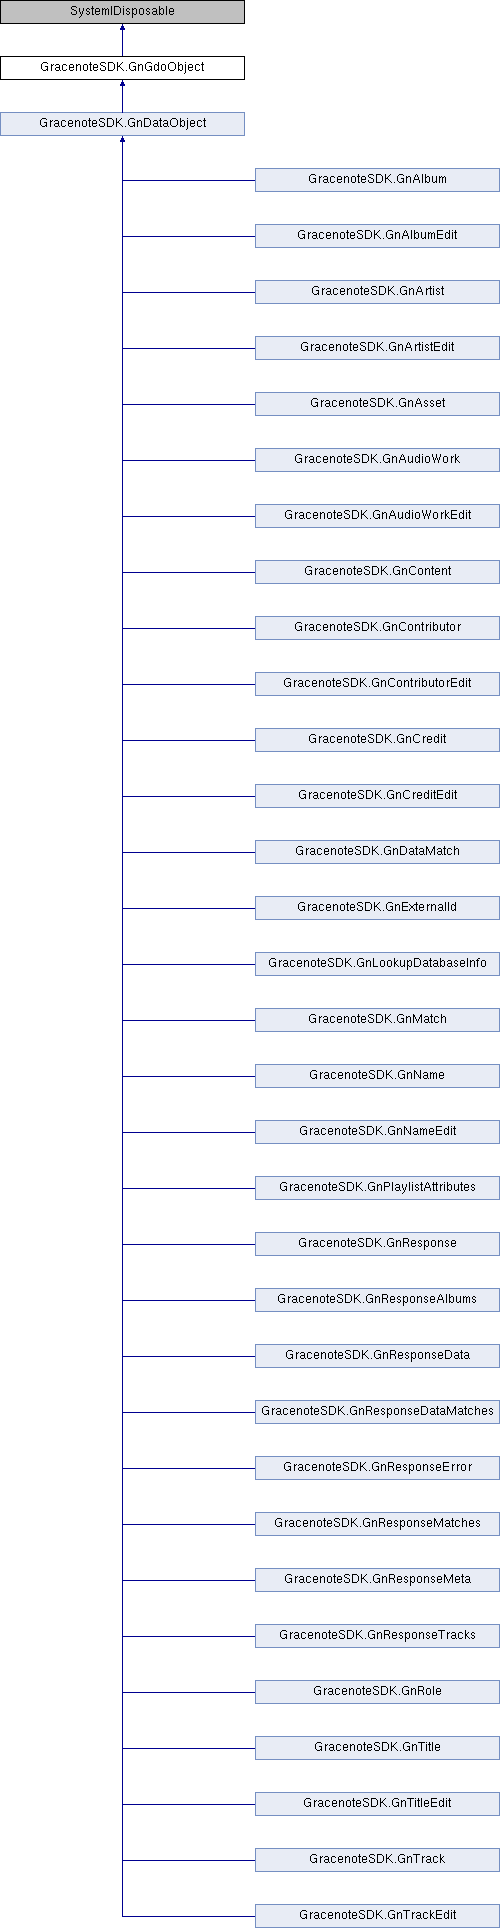 SystemIDisposable
GracenoteSDK.GnGdoObject
GracenoteSDK.GnDataObject
GracenoteSDK.GnAlbum
GracenoteSDK.GnAlbumEdit
GracenoteSDK.GnArtist
GracenoteSDK.GnArtistEdit
GracenoteSDK.GnAsset
GracenoteSDK.GnAudioWork
GracenoteSDK.GnAudioWorkEdit
GracenoteSDK.GnContent
GracenoteSDK.GnContributor
GracenoteSDK.GnContributorEdit
GracenoteSDK.GnCredit
GracenoteSDK.GnCreditEdit
GracenoteSDK.GnDataMatch
GracenoteSDK.GnExternalId
GracenoteSDK.GnLookupDatabaseInfo
GracenoteSDK.GnMatch
GracenoteSDK.GnName
GracenoteSDK.GnNameEdit
GracenoteSDK.GnPlaylistAttributes
GracenoteSDK.GnResponse
GracenoteSDK.GnResponseAlbums
GracenoteSDK.GnResponseData
GracenoteSDK.GnResponseDataMatches
GracenoteSDK.GnResponseError
GracenoteSDK.GnResponseMatches
GracenoteSDK.GnResponseMeta
GracenoteSDK.GnResponseTracks
GracenoteSDK.GnRole
GracenoteSDK.GnTitle
GracenoteSDK.GnTitleEdit
GracenoteSDK.GnTrack
GracenoteSDK.GnTrackEdit